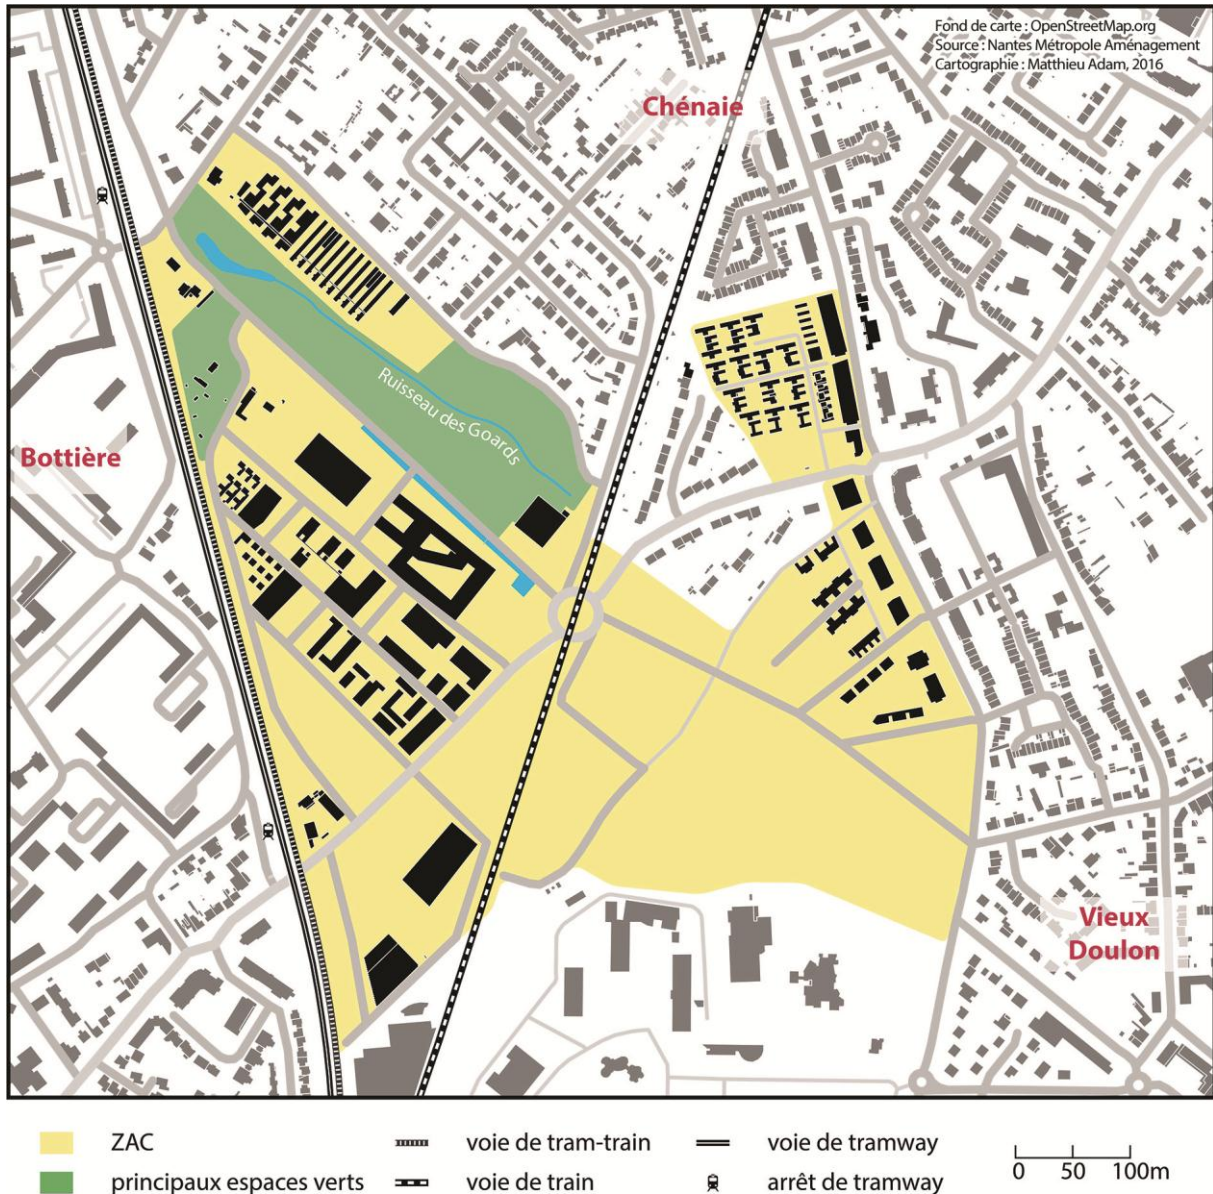 Fond de carte : OpenStreetMap.org
Source : Nantes Métropole Aménagement
Cartographie : Matthieu Adam, 2016
Chénaie
Ruisseau des Goards
Bottière
Vieux
Doulon
ZAC
voie de tram-train
voie de tramway
principaux espaces verts
voie de train
arrêt de tramway
0 50 100m